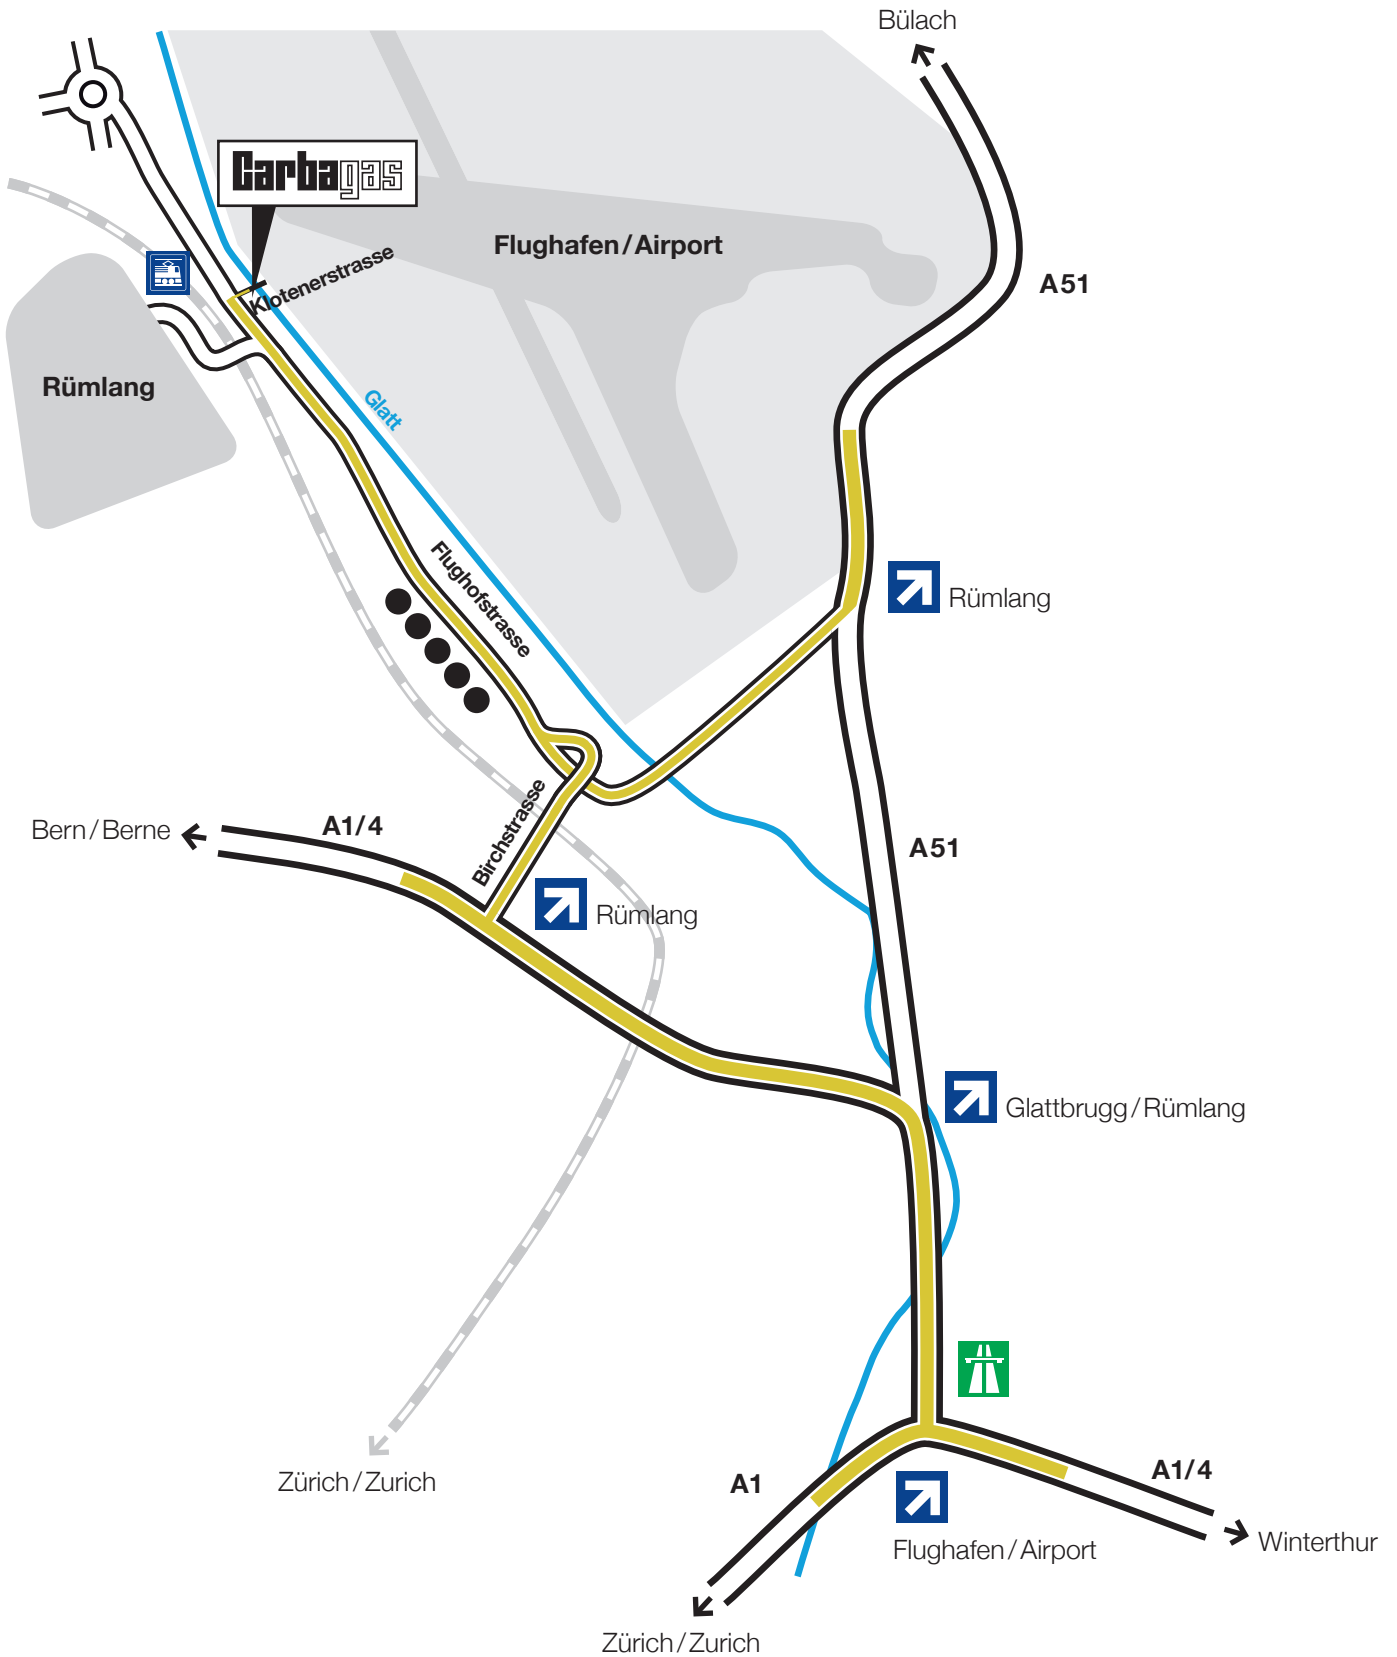 Bülach
Carbagas
Klotenerstrasse
Flughafen/Airport
A51
Rümlang
Glatt
Flughofstrasse
Rümlang
Bern/Berne
A1/4
Birchstrasse
A51
Rümlang
Glattbrugg/Rümlang
Zürich/Zurich
A1
A1/4
Flughafen/Airport
Winterthur
Zürich/Zurich